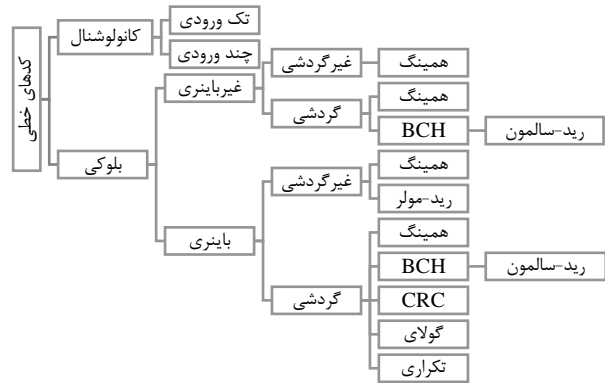 کدهای خطی
کانولوشنال
تک ورودی
چند ورودی
بلوکی
غیرباینری
غیرگردشی
همینگ
گردشی
همینگ
BCH
رید-سالمون
باینری
غیرگردشی
همینگ
رید-مولر
گردشی
همینگ
BCH
رید-سالمون
CRC
گولای
تکراری